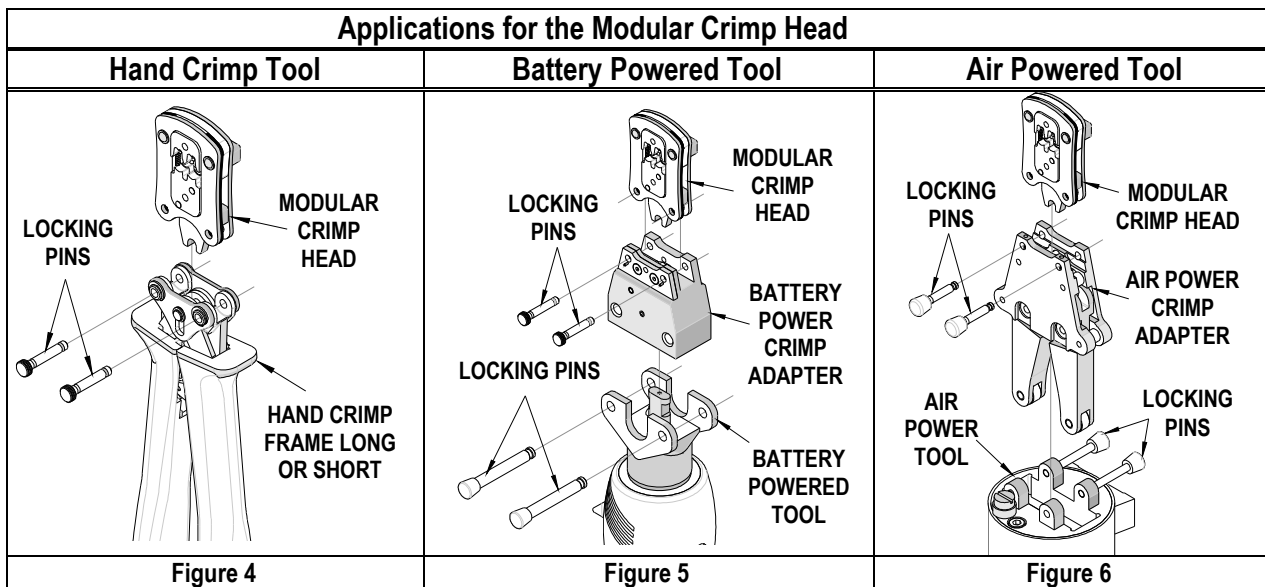 Applications for the Modular Crimp Head
Hand Crimp Tool
Battery Powered Tool
Air Powered Tool
MODULAR
CRIMP
HEAD
LOCKING
PINS
HAND CRIMP
FRAME LONG
OR SHORT
MODULAR
CRIMP
HEAD
LOCKING
PINS
BATTERY
POWER
CRIMP
ADAPTER
LOCKING PINS
BATTERY
POWERED
TOOL
LOCKING
PINS
MODULAR
CRIMP HEAD
AIR POWER
CRIMP
ADAPTER
AIR
POWER
TOOL
LOCKING
PINS
Figure 4
Figure 5
Figure 6